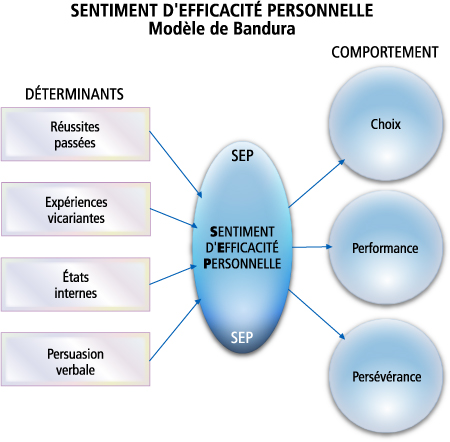 SENTIMENT D'EFFICACITÉ PERSONNELLE
Modèle de Bandura
DÉTERMINANTS
Réussites
passées
Expériences
vicariantes
États
internes
Persuasion
verbale
SEP
SENTIMENT
D'EFFICACITÉ
PERSONNELLE
SEP
COMPORTEMENT
Choix
Performance
Persévérance